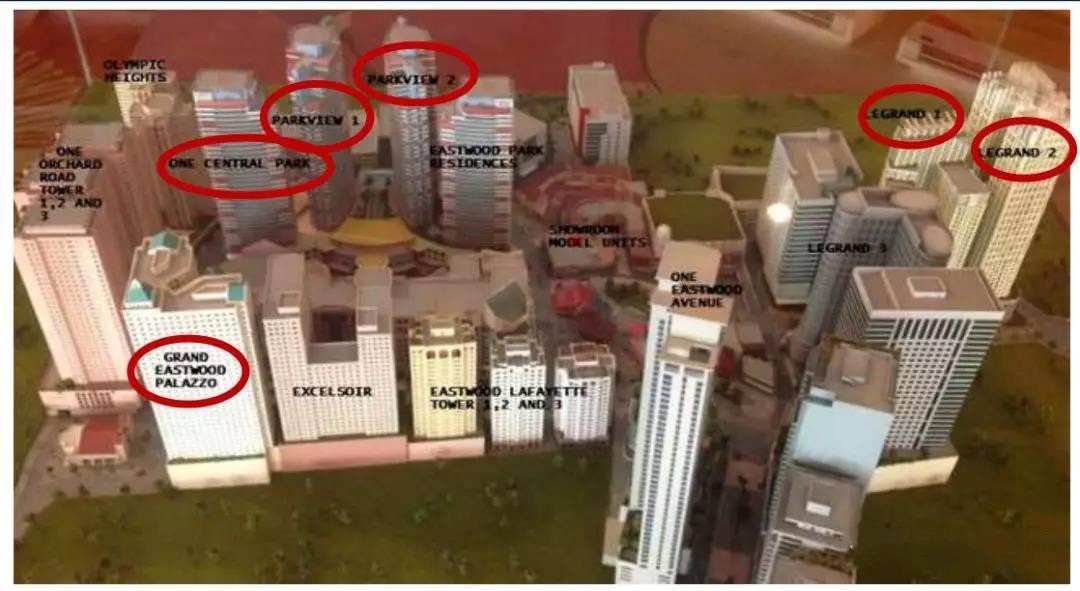 OLYMPIC
HEIGHTS
PARKVIEW 2
PARKVIEW 1
LEGRAND 1
ONE
ORCHARD
ROAD
TOWER
1,2 AND
3
ONE CENTRAL PARK
EASTWOOD PARK
RESIDENCES
LEGRAND 2
SHOWROOM
MODEL UNITS
LEGRAND 3
ONE
EASTWOOD
AVENUE
GRAND
EASTWOOD
PALAZZO
EXCELSOIR
EASTWOOD LAFAYETTE
TOWER 1,2 AND 3